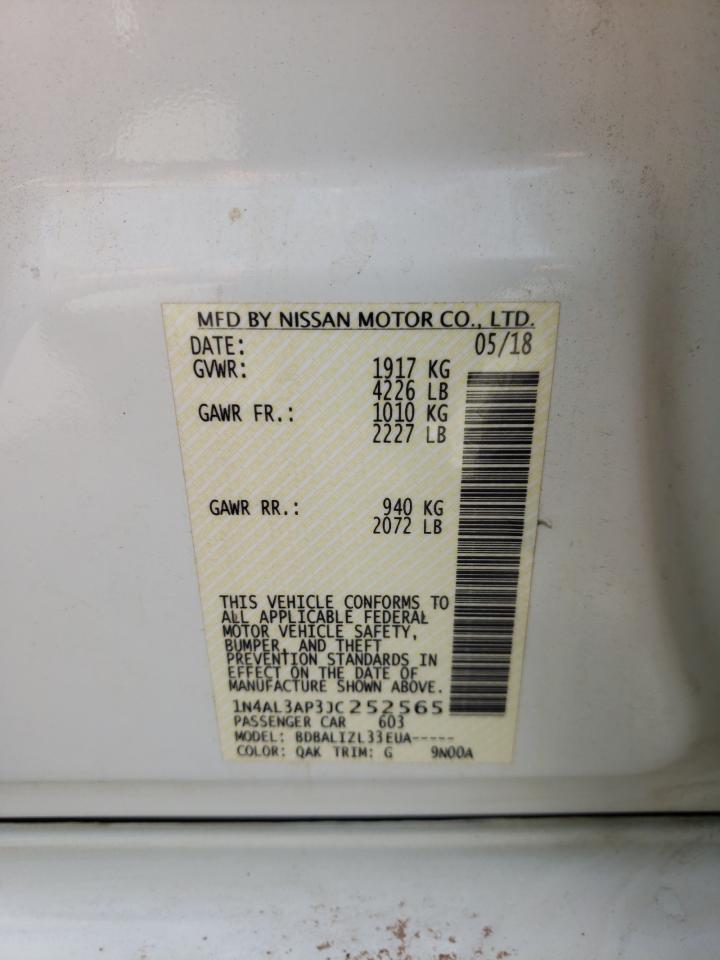 MFD BY NISSAN MOTOR CO., LTD.
DATE: 05/18
GVWR: 1917 KG
4226 LB
GAWR FR.: 1010 KG
2227 LB
GAWR RR.: 940 KG
2072 LB
THIS VEHICLE CONFORMS TO
ALL APPLICABLE FEDERAL
MOTOR VEHICLE SAFETY,
BUMPER, AND THEFT
PREVENTION STANDARDS IN
EFFECT ON THE DATE OF
MANUFACTURE SHOWN ABOVE.
1N4AL3AP3JC252565
PASSENGER CAR 603
MODEL: BDBALIZL33EUA-----
COLOR: QAK TRIM: G 9N00A